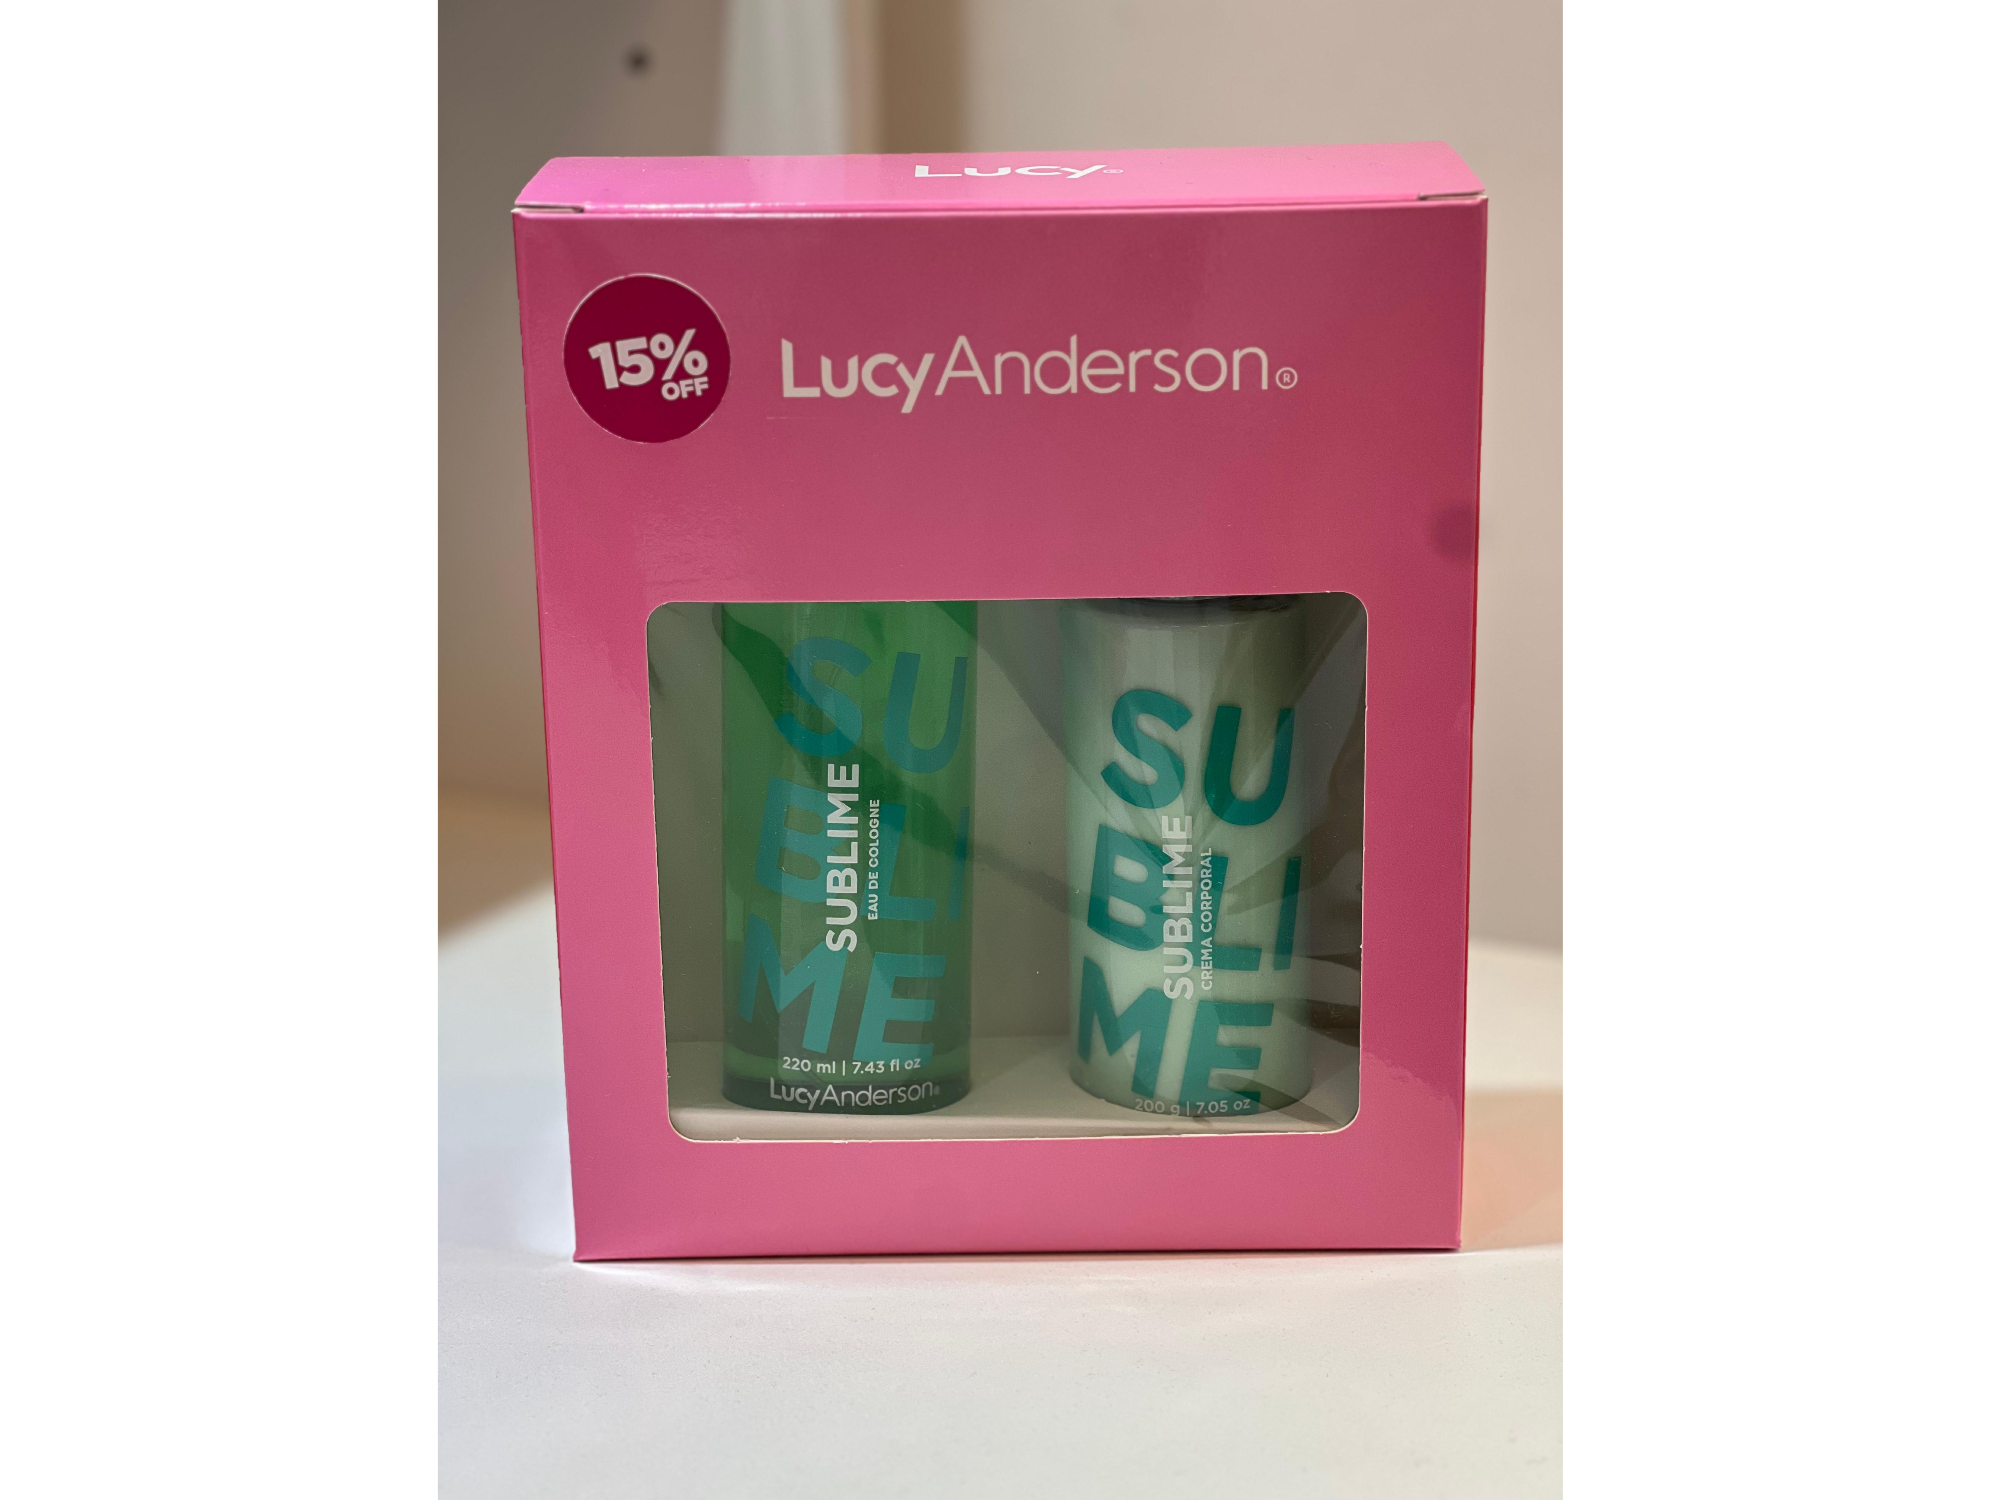 Lucy®
15%
OFF
LucyAnderson®
SU
BLI
ME
SUBLIME
EAU DE COLOGNE
220 ml | 7.43 fl oz
LucyAnderson®
SU
BLI
ME
SUBLIME
CREMA CORPORAL
200 g | 7.05 oz